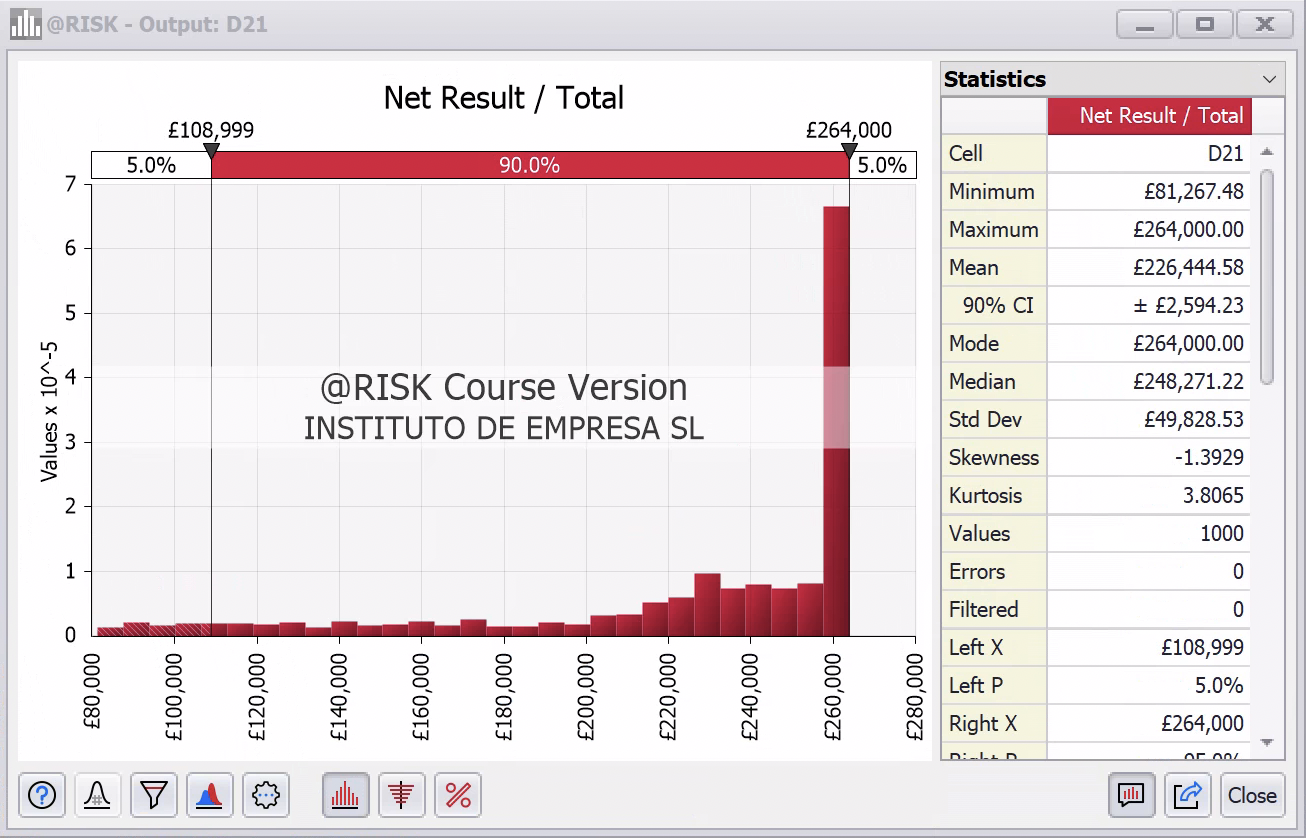 @RISK - Output: D21
Net Result / Total
£108,999
£264,000
5.0%
90.0%
5.0%
7
6
5
4
3
2
1
0
Values x 10^-5
£80,000
£100,000
£120,000
£140,000
£160,000
£180,000
£200,000
£220,000
£240,000
£260,000
£280,000
@RISK Course Version
INSTITUTO DE EMPRESA SL
Statistics
Net Result / Total
Cell D21
Minimum £81,267.48
Maximum £264,000.00
Mean £226,444.58
90% CI ± £2,594.23
Mode £264,000.00
Median £248,271.22
Std Dev £49,828.53
Skewness -1.3929
Kurtosis 3.8065
Values 1000
Errors 0
Filtered 0
Left X £108,999
Left P 5.0%
Right X £264,000
Right P 95.0%
?
%
Close